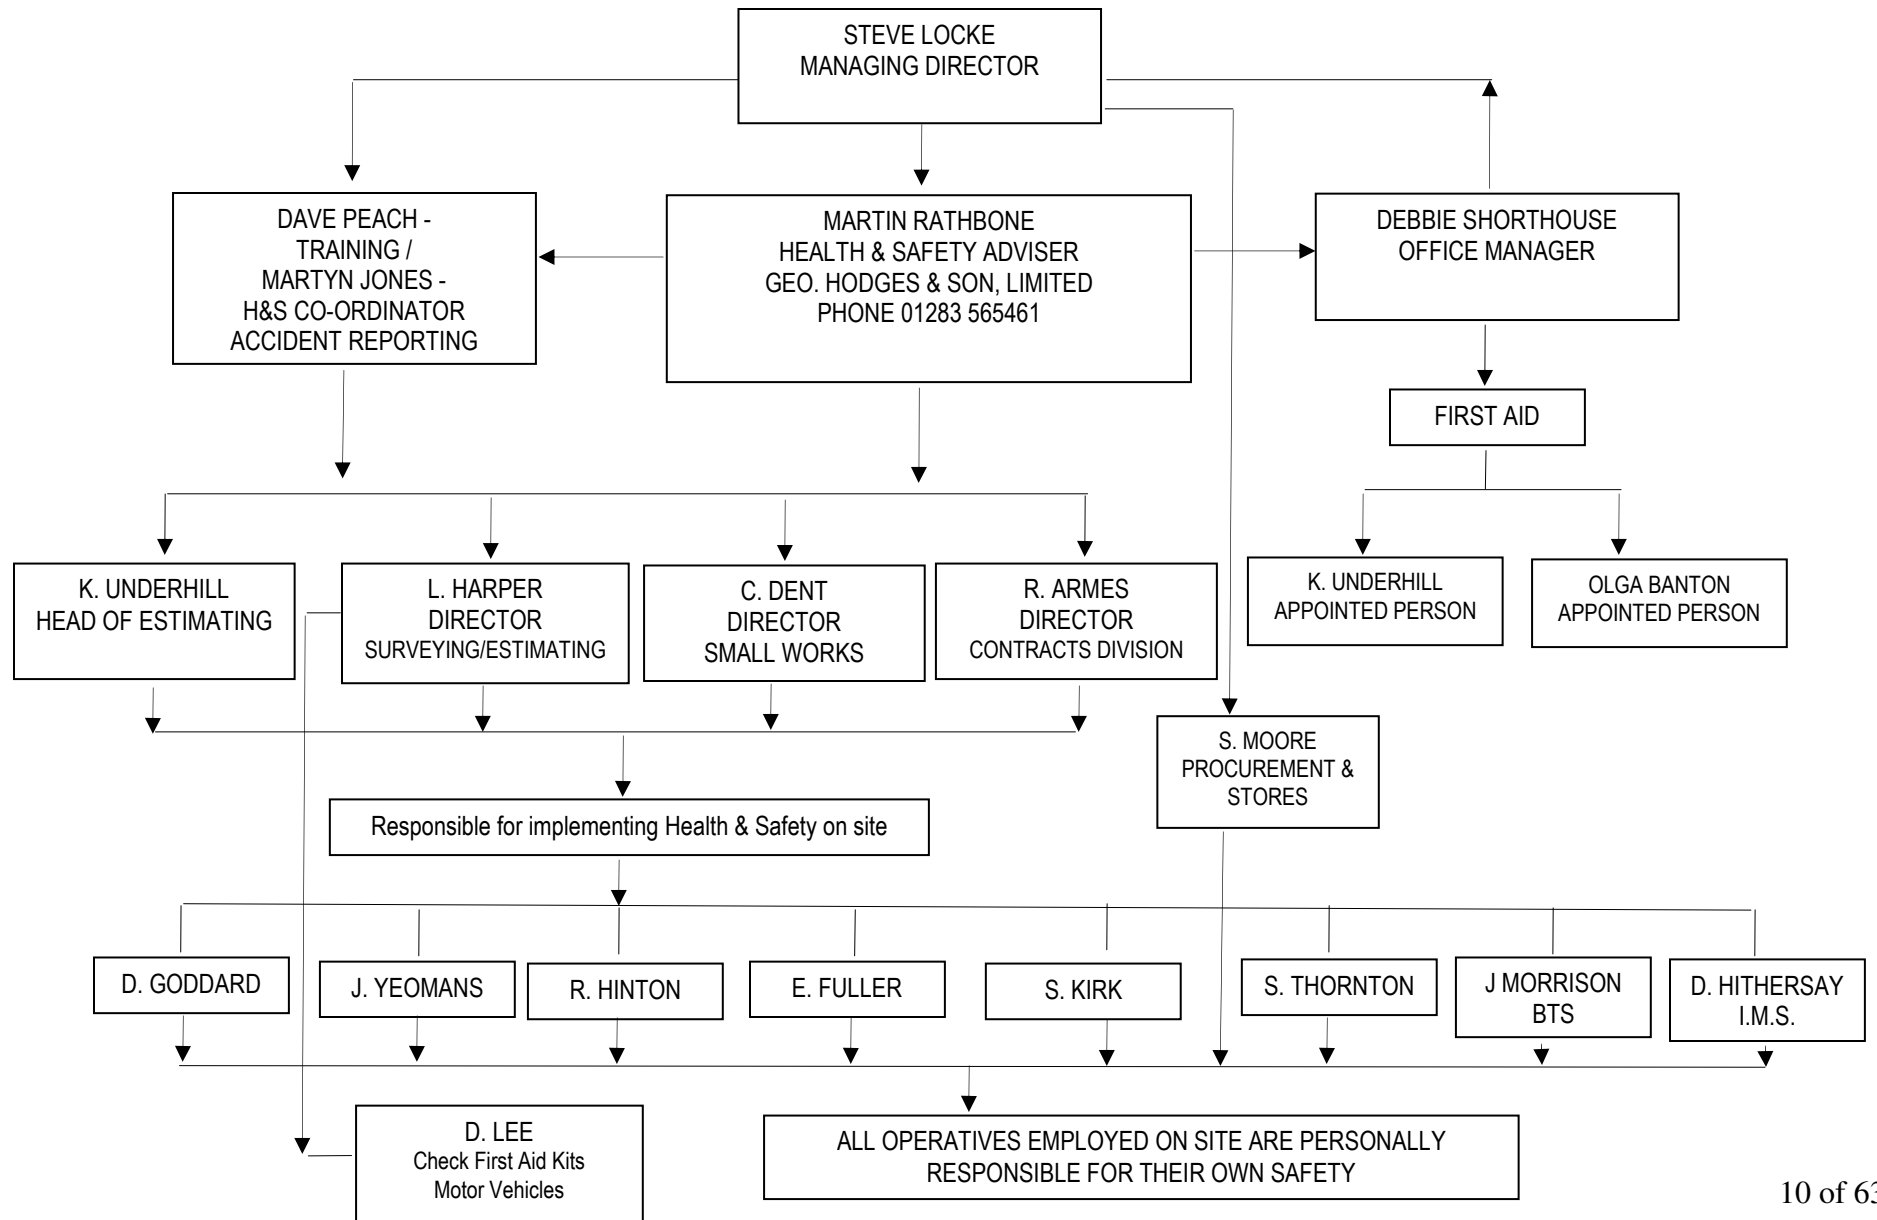 STEVE LOCKE
MANAGING DIRECTOR
DAVE PEACH -
TRAINING /
MARTYN JONES -
H&S CO-ORDINATOR
ACCIDENT REPORTING
MARTIN RATHBONE
HEALTH & SAFETY ADVISER
GEO. HODGES & SON, LIMITED
PHONE 01283 565461
DEBBIE SHORTHOUSE
OFFICE MANAGER
FIRST AID
K. UNDERHILL
HEAD OF ESTIMATING
L. HARPER
DIRECTOR
SURVEYING/ESTIMATING
C. DENT
DIRECTOR
SMALL WORKS
R. ARMES
DIRECTOR
CONTRACTS DIVISION
K. UNDERHILL
APPOINTED PERSON
OLGA BANTON
APPOINTED PERSON
S. MOORE
PROCUREMENT &
STORES
Responsible for implementing Health & Safety on site
D. GODDARD
J. YEOMANS
R. HINTON
E. FULLER
S. KIRK
S. THORNTON
J MORRISON
BTS
D. HITHERSAY
I.M.S.
D. LEE
Check First Aid Kits
Motor Vehicles
ALL OPERATIVES EMPLOYED ON SITE ARE PERSONALLY
RESPONSIBLE FOR THEIR OWN SAFETY
10 of 63